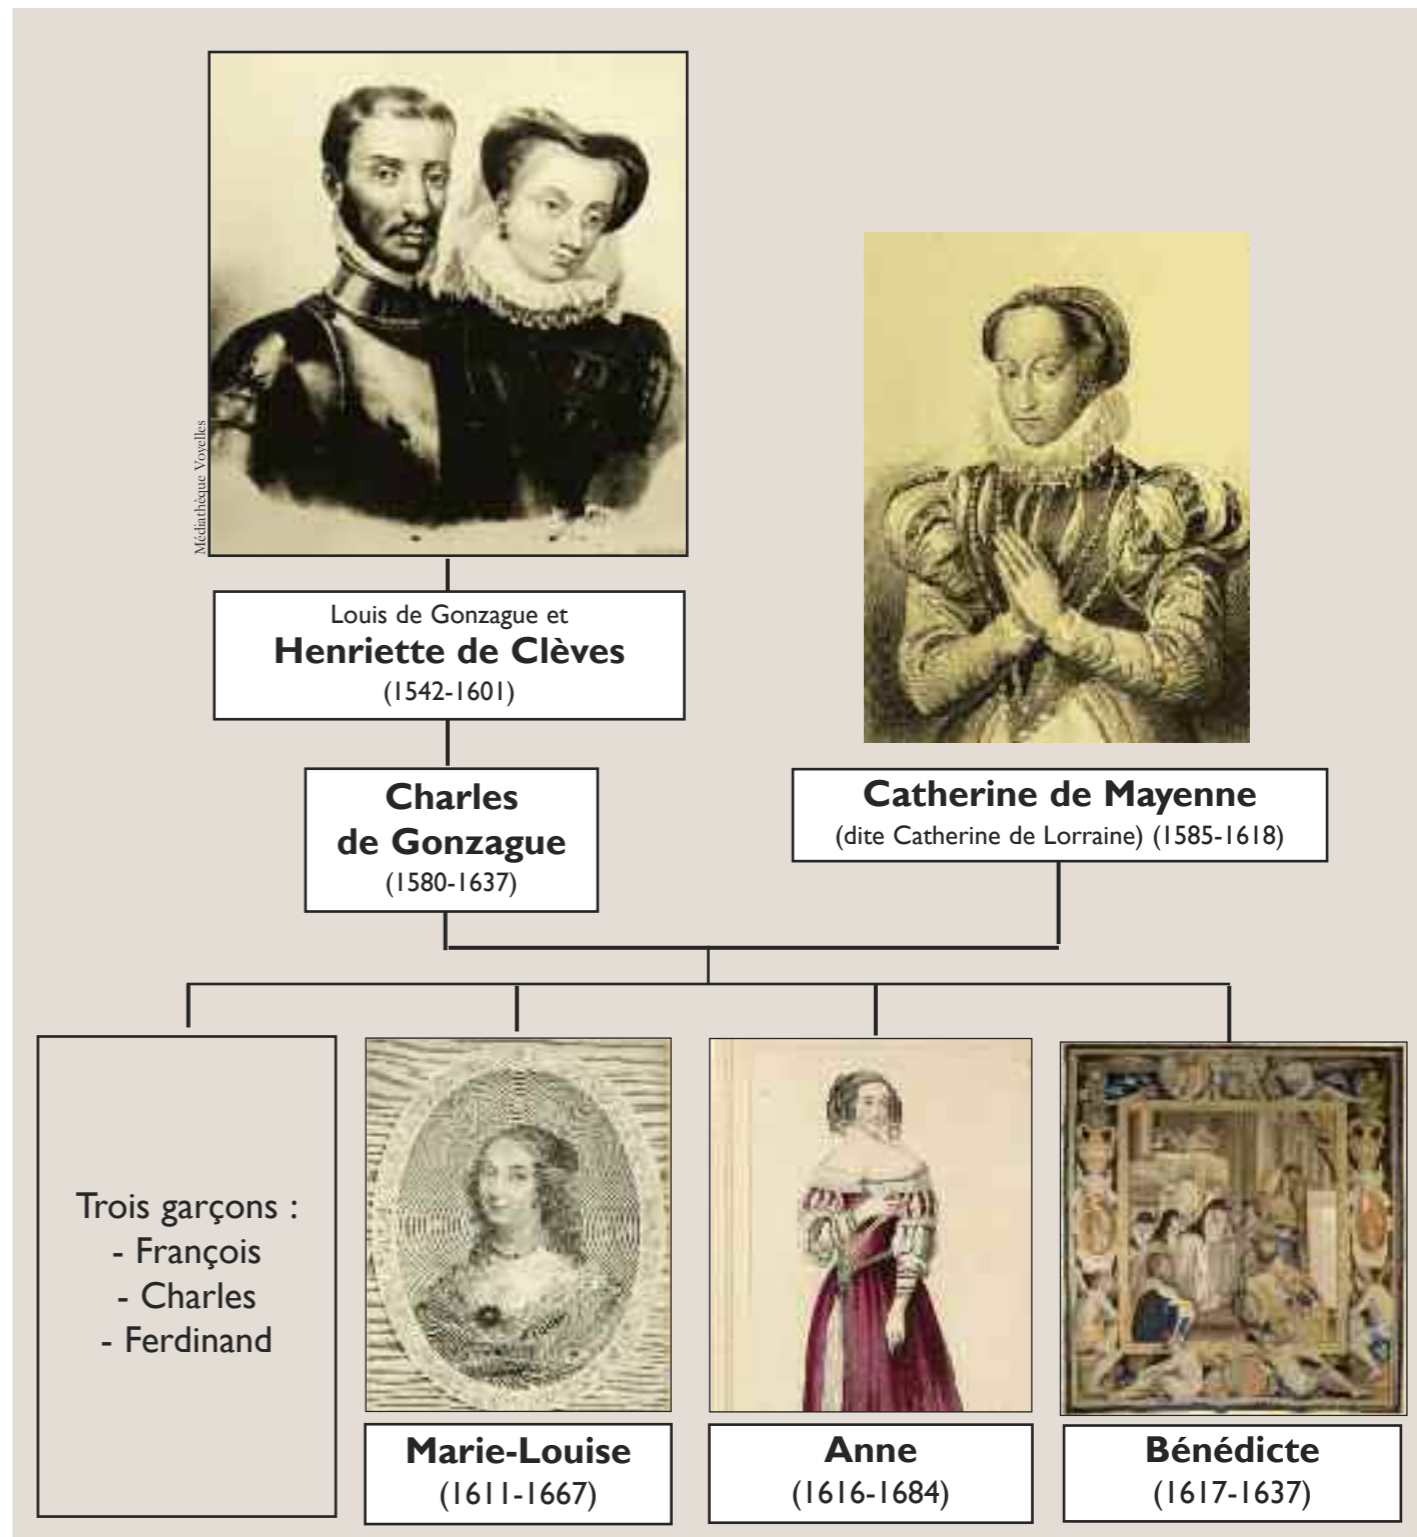 Médiathèque Voyelles
Louis de Gonzague et
Henriette de Clèves
(1542-1601)
Charles
de Gonzague
(1580-1637)
Catherine de Mayenne
(dite Catherine de Lorraine) (1585-1618)
Trois garçons :
- François
- Charles
- Ferdinand
Marie-Louise
(1611-1667)
Anne
(1616-1684)
Bénédicte
(1617-1637)